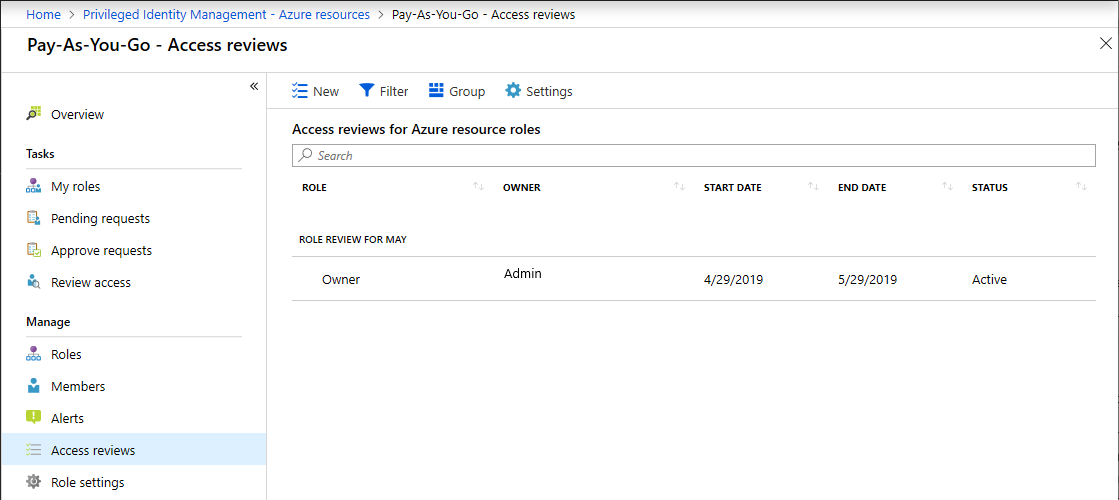 Home > Privileged Identity Management - Azure resources > Pay-As-You-Go - Access reviews
Pay-As-You-Go - Access reviews
Overview
Tasks
My roles
Pending requests
Approve requests
Review access
Manage
Roles
Members
Alerts
Access reviews
Role settings
New Filter Group Settings
Access reviews for Azure resource roles
Search
ROLE OWNER START DATE END DATE STATUS
ROLE REVIEW FOR MAY
Owner Admin 4/29/2019 5/29/2019 Active